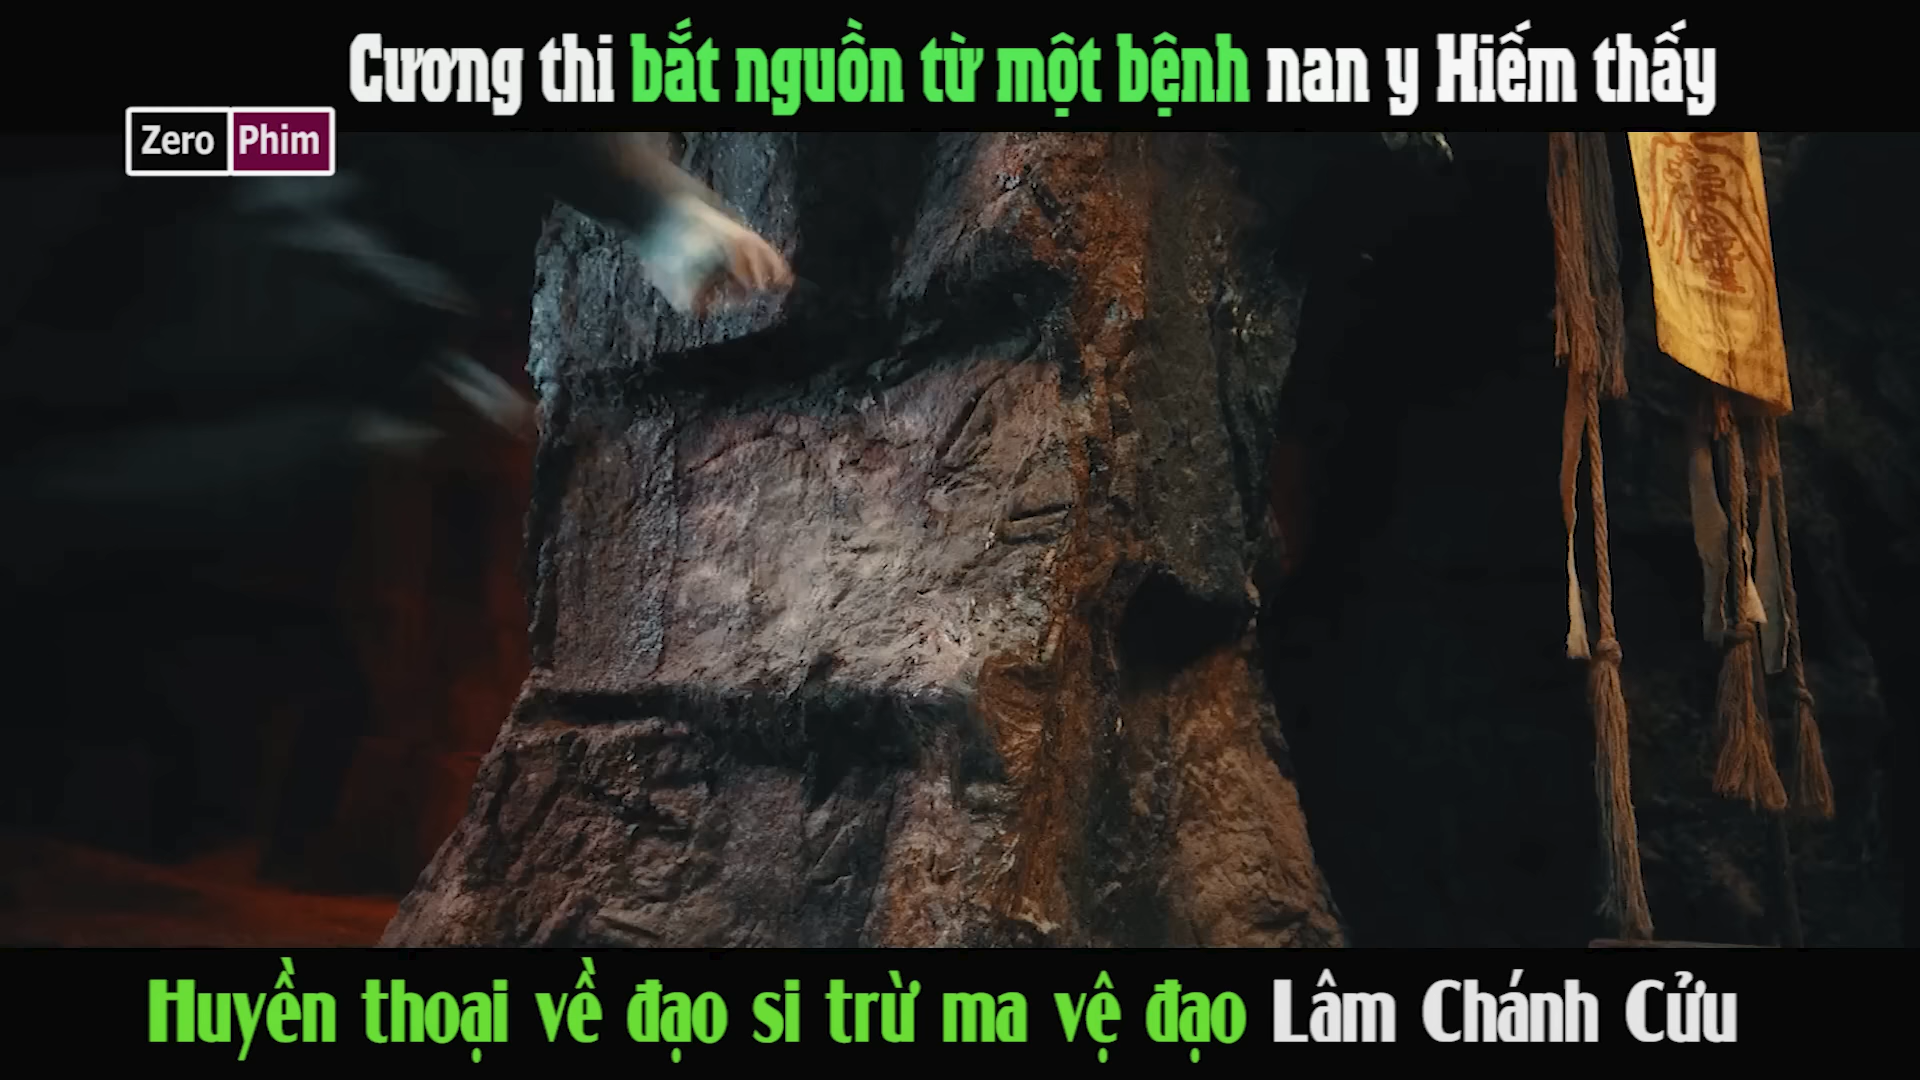 Cương thi bắt nguồn từ một bệnh nan y Hiếm thấy
Zero Phim
Huyền thoại về đạo si trừ ma vệ đạo Lâm Chánh Cửu